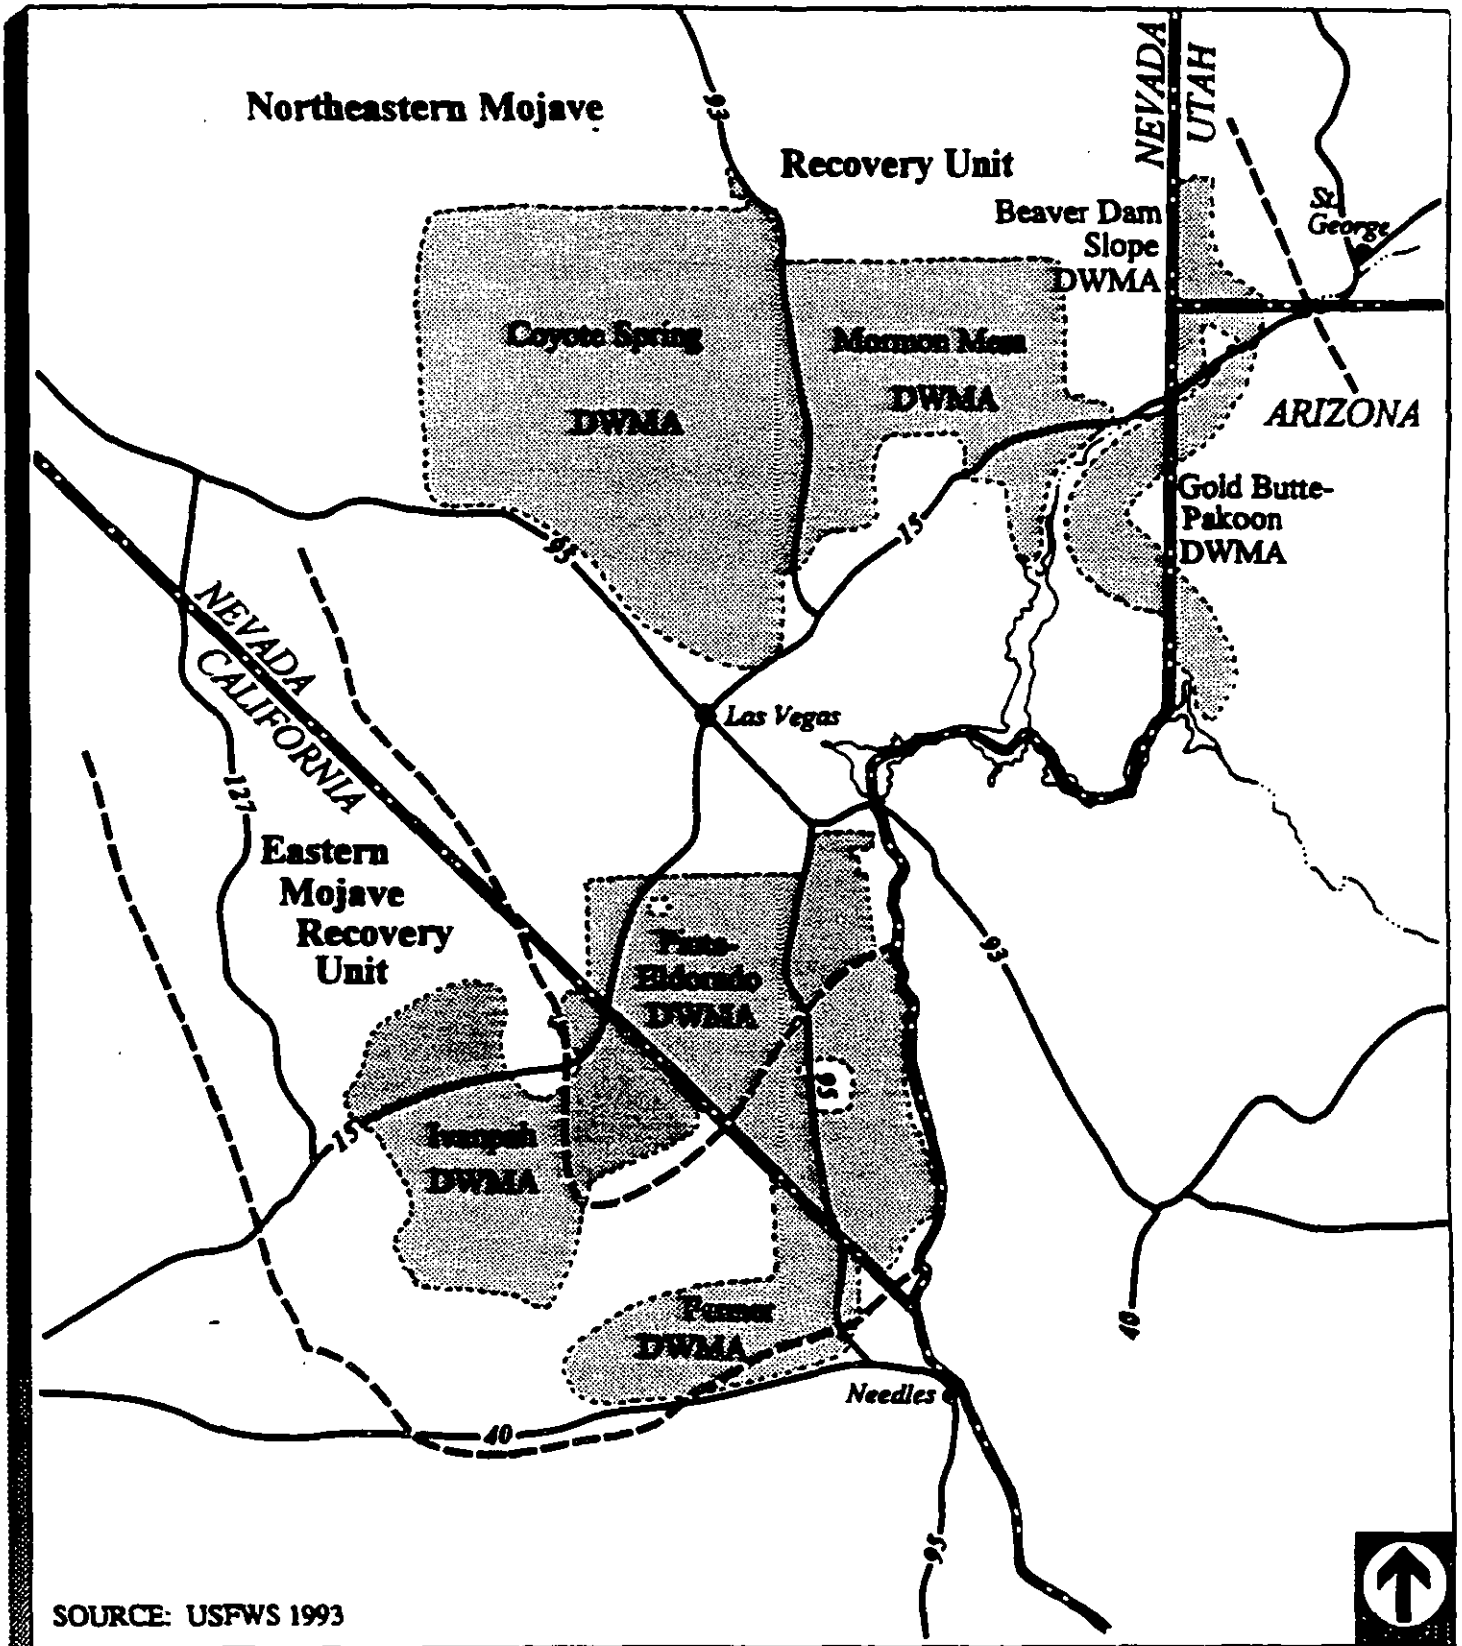 NEVADA
UTAH
93
Northeastern Mojave
Recovery Unit
Beaver Dam
Slope
DWMA
St.
George
Coyote Spring
DWMA
Mormon Mesa
DWMA
ARIZONA
Gold Butte-
Pakoon
DWMA
15
95
NEVADA
CALIFORNIA
Las Vegas
127
Eastern
Mojave
Recovery
Unit
93
Piute-
Eldorado
DWMA
95
15
Ivanpah
DWMA
40
Fenner
DWMA
Needles
40
95
SOURCE: USFWS 1993